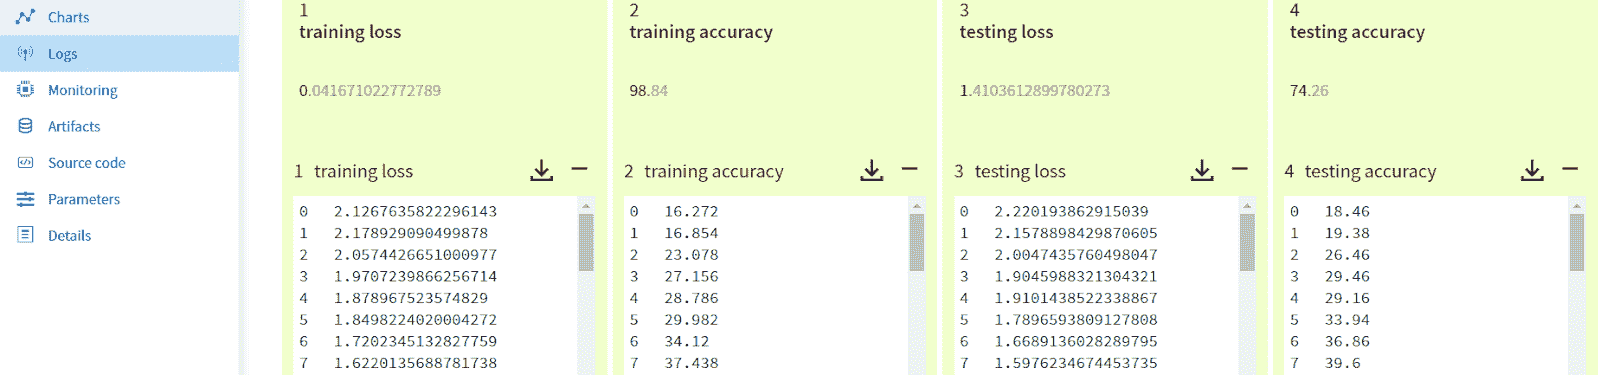 Charts
Logs
Monitoring
Artifacts
Source code
Parameters
Details
1
training loss
0.041671022772789
1 training loss
0 2.1267635822296143
1 2.178929090499878
2 2.0574426651000977
3 1.9707239866256714
4 1.878967523574829
5 1.8498224020004272
6 1.7202345132827759
7 1.6220135688781738
2
training accuracy
98.84
2 training accuracy
0 16.272
1 16.854
2 23.078
3 27.156
4 28.786
5 29.982
6 34.12
7 37.438
3
testing loss
1.4103612899780273
3 testing loss
0 2.220193862915039
1 2.1578898429870605
2 2.0047435760498047
3 1.9045988321304321
4 1.9101438522338867
5 1.7896593809127808
6 1.6689136028289795
7 1.5976234674453735
4
testing accuracy
74.26
4 testing accuracy
0 18.46
1 19.38
2 26.46
3 29.46
4 29.16
5 33.94
6 36.86
7 39.6